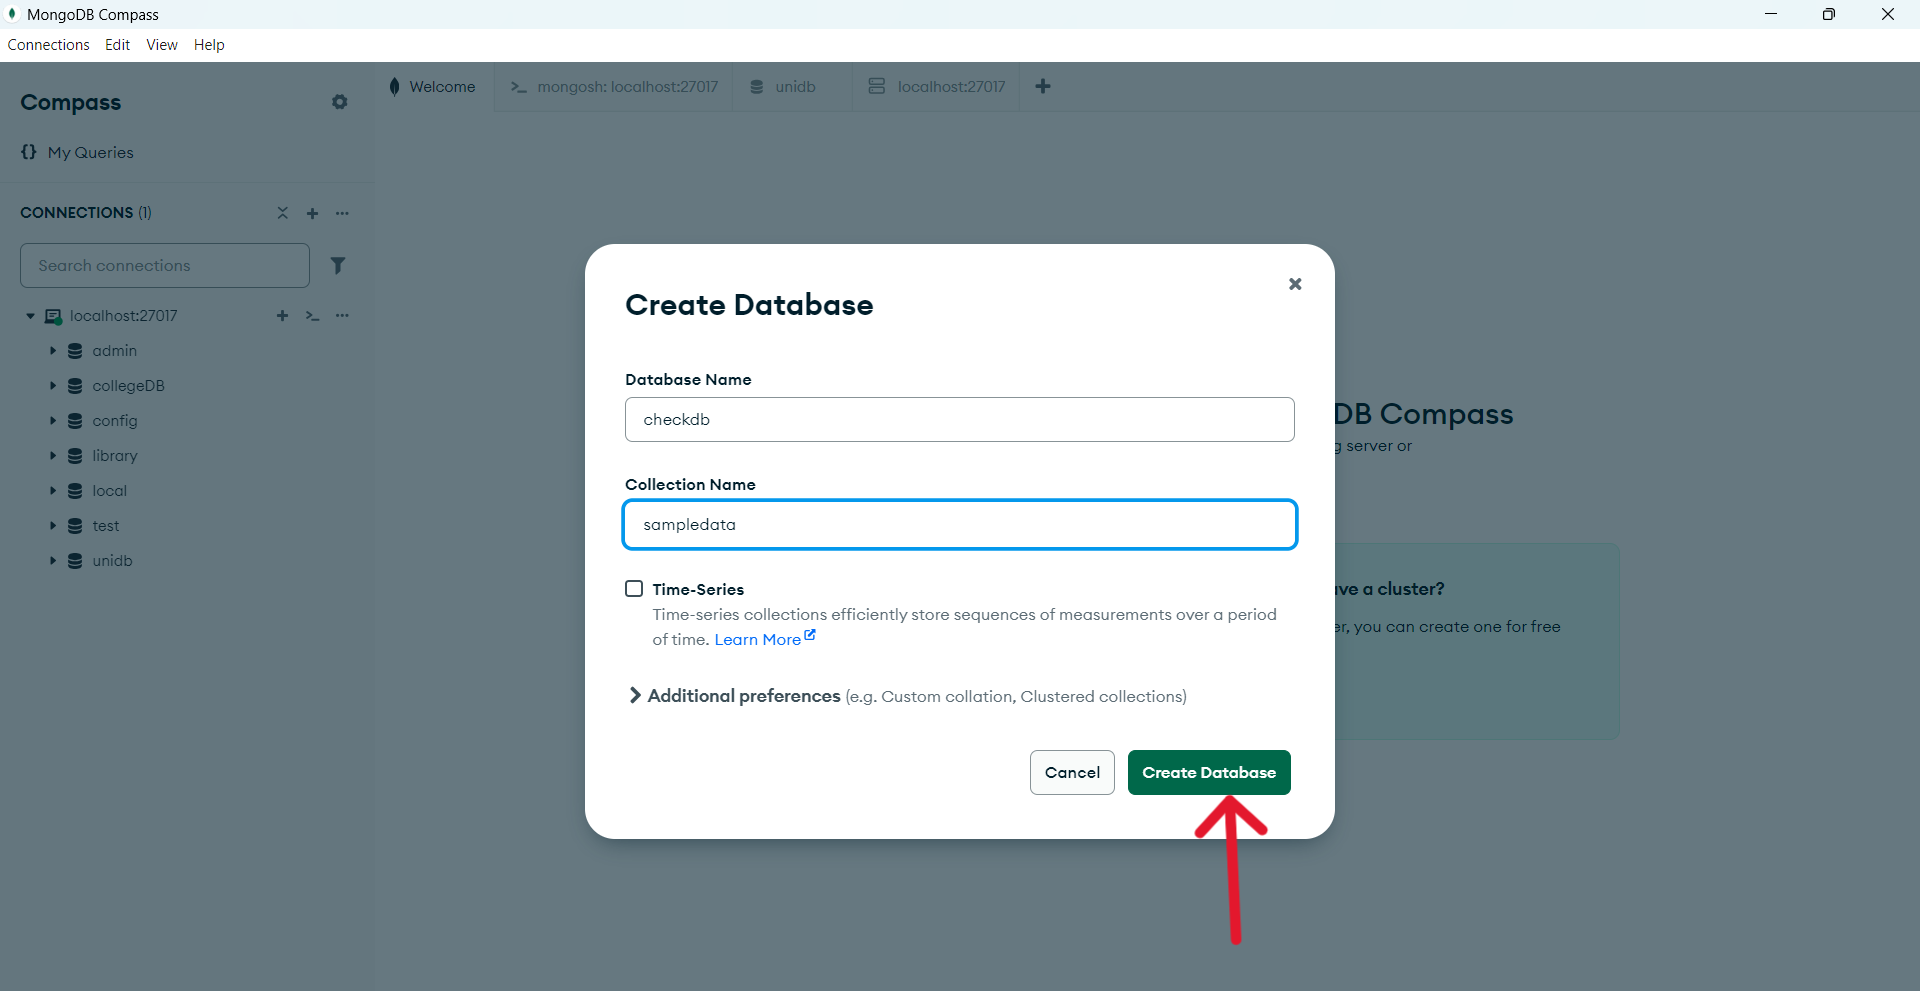 MongoDB Compass
Connections Edit View Help
Compass
{} My Queries
CONNECTIONS (1)
Search connections
localhost:27017
admin
collegeDB
config
library
local
test
unidb
Welcome
>_ mongosh: localhost:27017
unidb
localhost:27017
DB Compass
server or
ve a cluster?
er, you can create one for free
Create Database
Database Name
checkdb
Collection Name
sampledata
Time-Series
Time-series collections efficiently store sequences of measurements over a period
of time. Learn More
Additional preferences (e.g. Custom collation, Clustered collections)
Cancel
Create Database